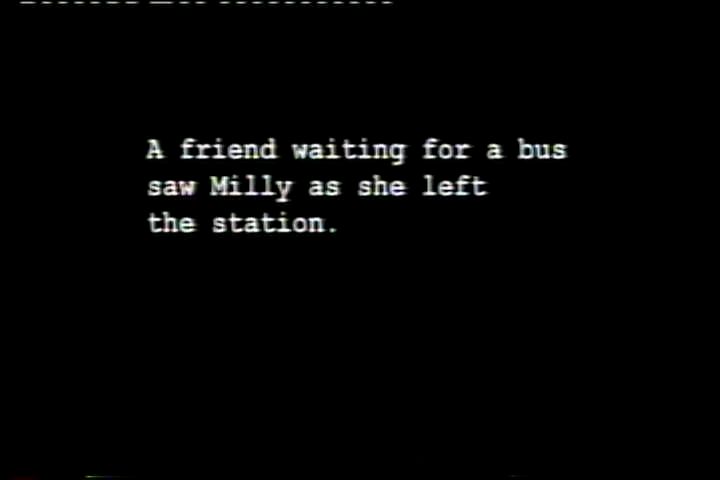 A friend waiting for a bus
saw Milly as she left
the station.